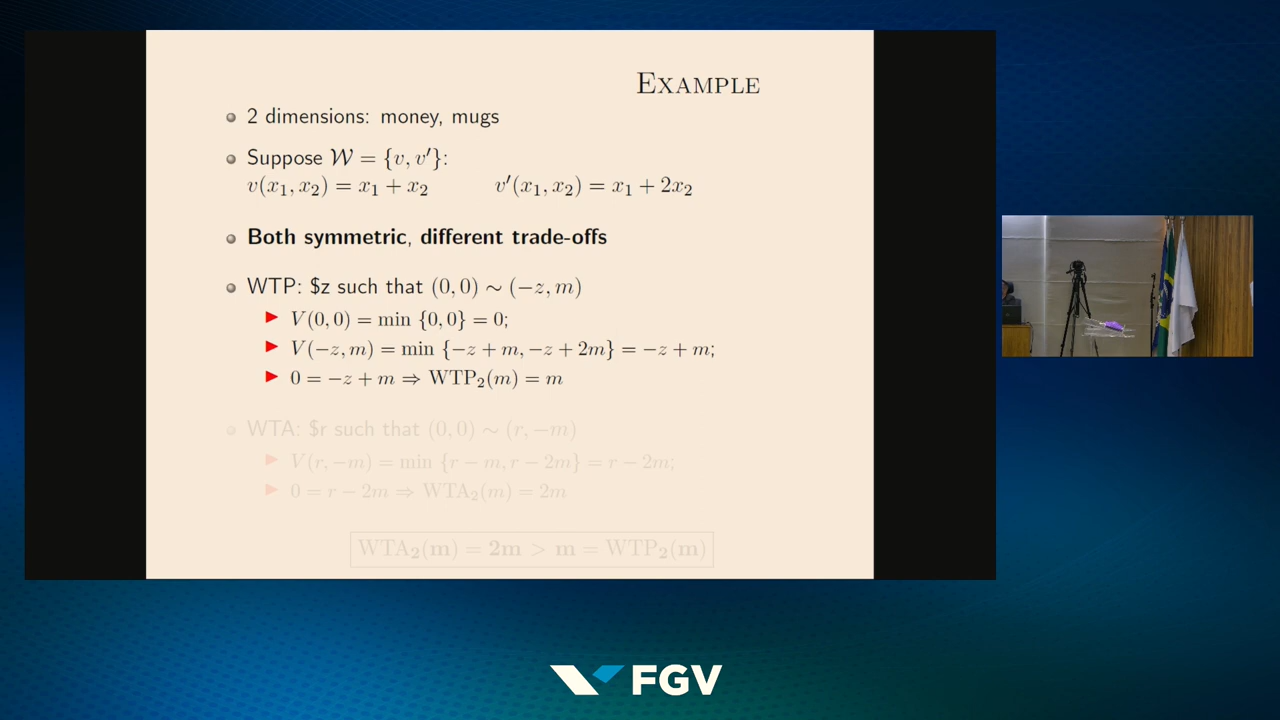 EXAMPLE
2 dimensions: money, mugs
Suppose 𝒲 = {v, v′}:
v(x₁, x₂) = x₁ + x₂ v′(x₁, x₂) = x₁ + 2x₂
Both symmetric, different trade-offs
WTP: $z such that (0, 0) ∼ (−z, m)
V(0, 0) = min {0, 0} = 0;
V(−z, m) = min {−z + m, −z + 2m} = −z + m;
0 = −z + m ⇒ WTP₂(m) = m
WTA: $r such that (0, 0) ∼ (r, −m)
V(r, −m) = min {r − m, r − 2m} = r − 2m;
0 = r − 2m ⇒ WTA₂(m) = 2m
WTA₂(m) = 2m > m = WTP₂(m)
FGV